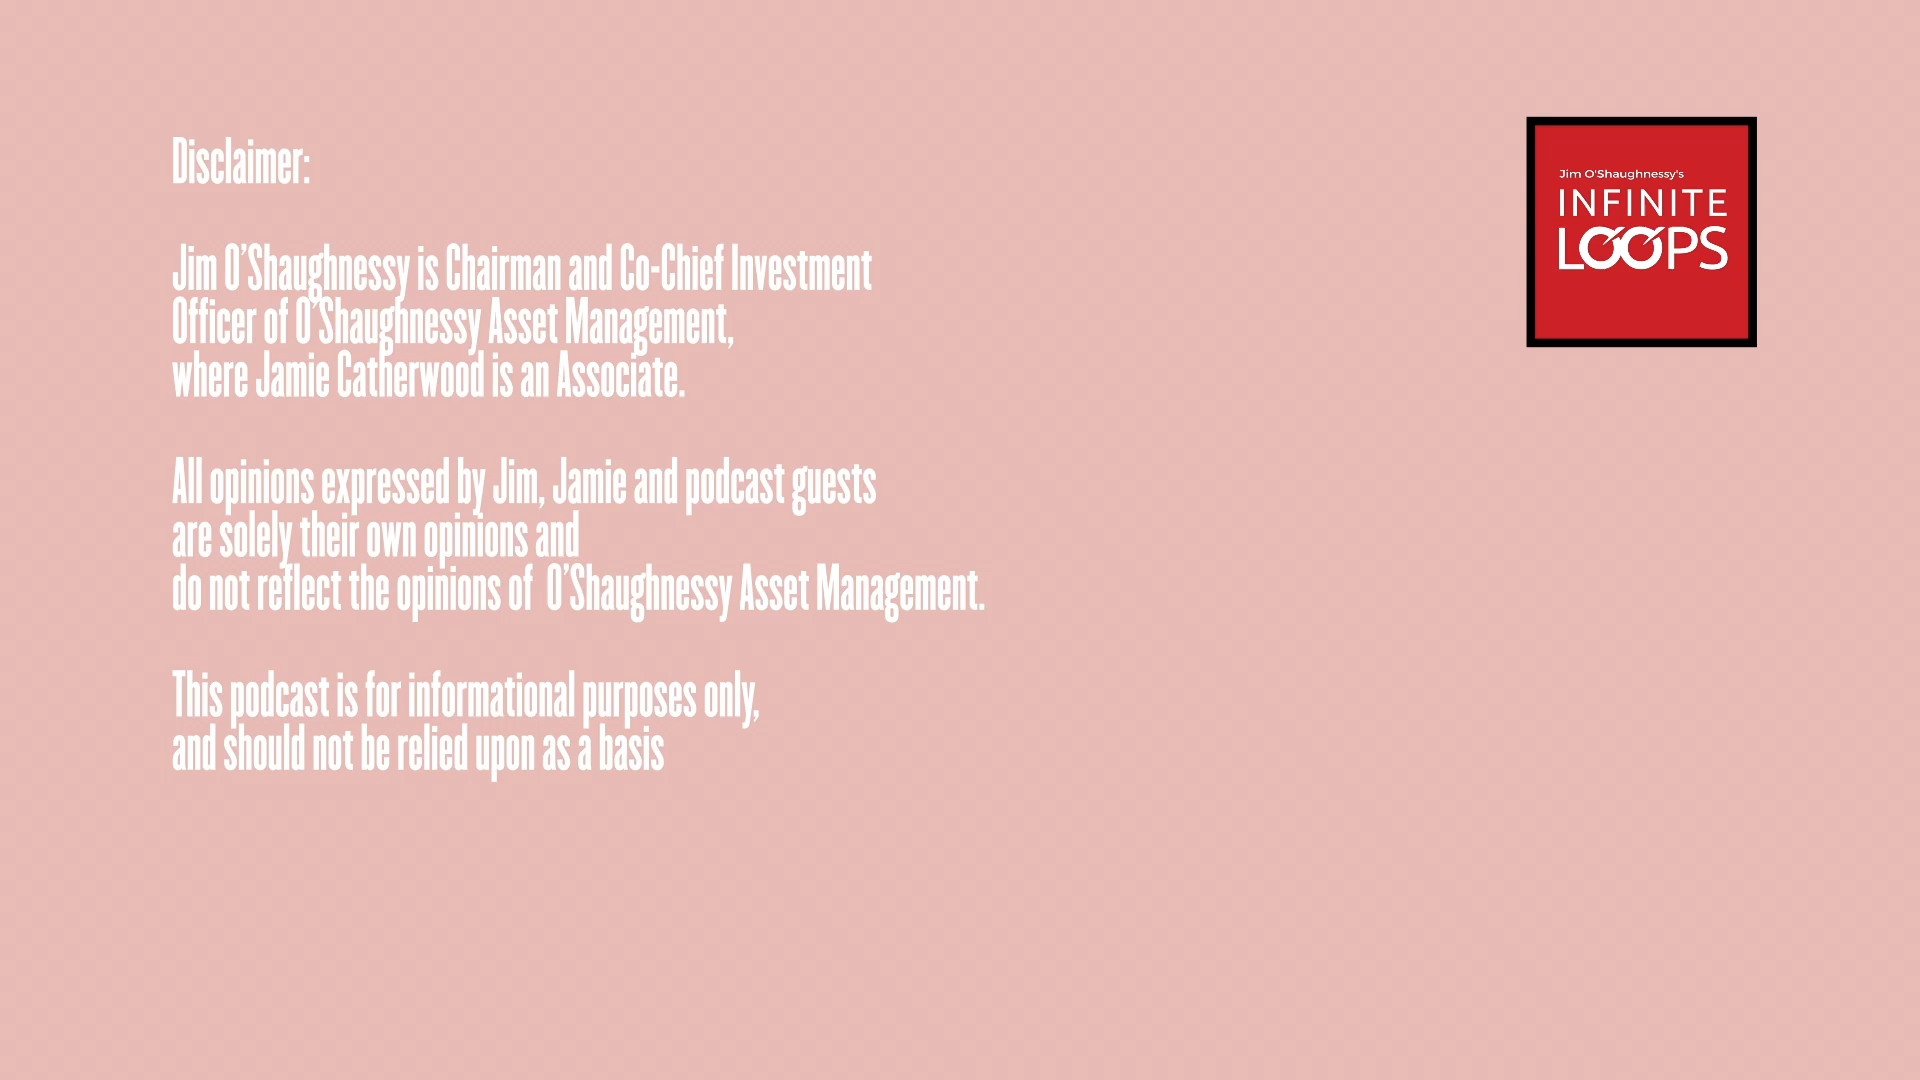 Disclaimer:
Jim O'Shaughnessy is Chairman and Co-Chief Investment
Officer of O'Shaughnessy Asset Management,
where Jamie Catherwood is an Associate.
All opinions expressed by Jim, Jamie and podcast guests
are solely their own opinions and
do not reflect the opinions of O'Shaughnessy Asset Management.
This podcast is for informational purposes only,
and should not be relied upon as a basis
Jim O'Shaughnessy's
INFINITE
LOOPS